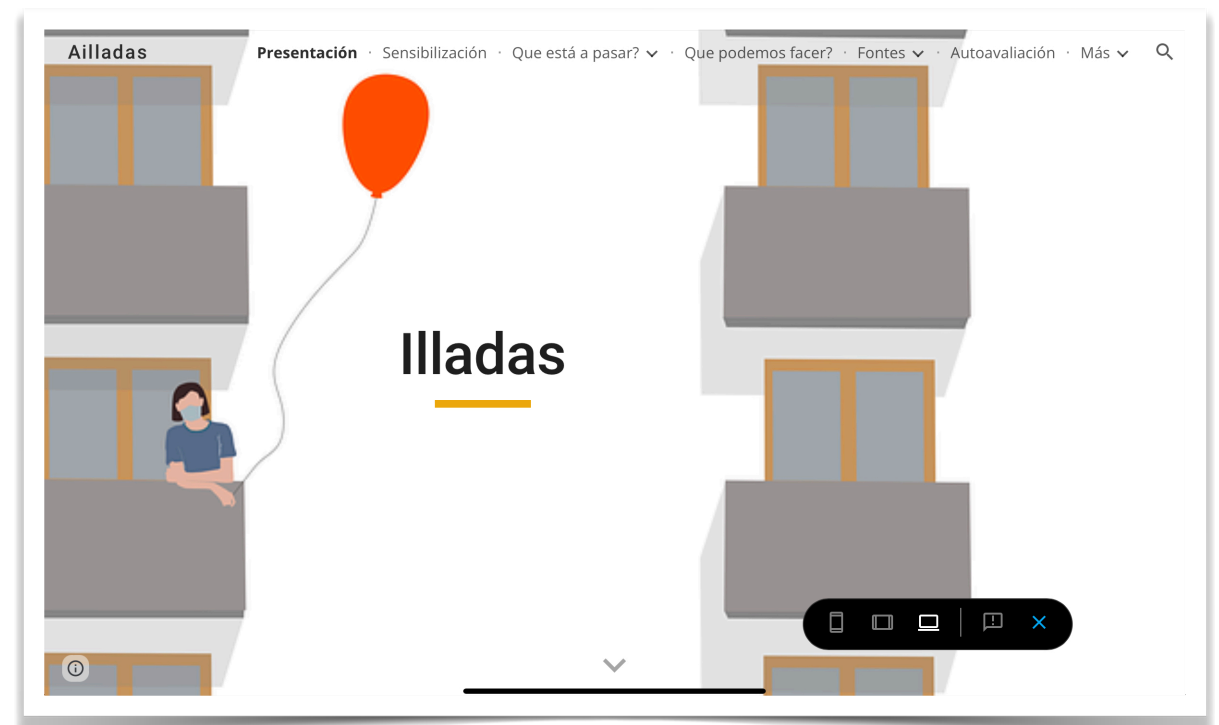 Ailladas
Presentación · Sensibilización · Que está a pasar? · Que podemos facer? · Fontes · Autoavaliación · Más
Illadas